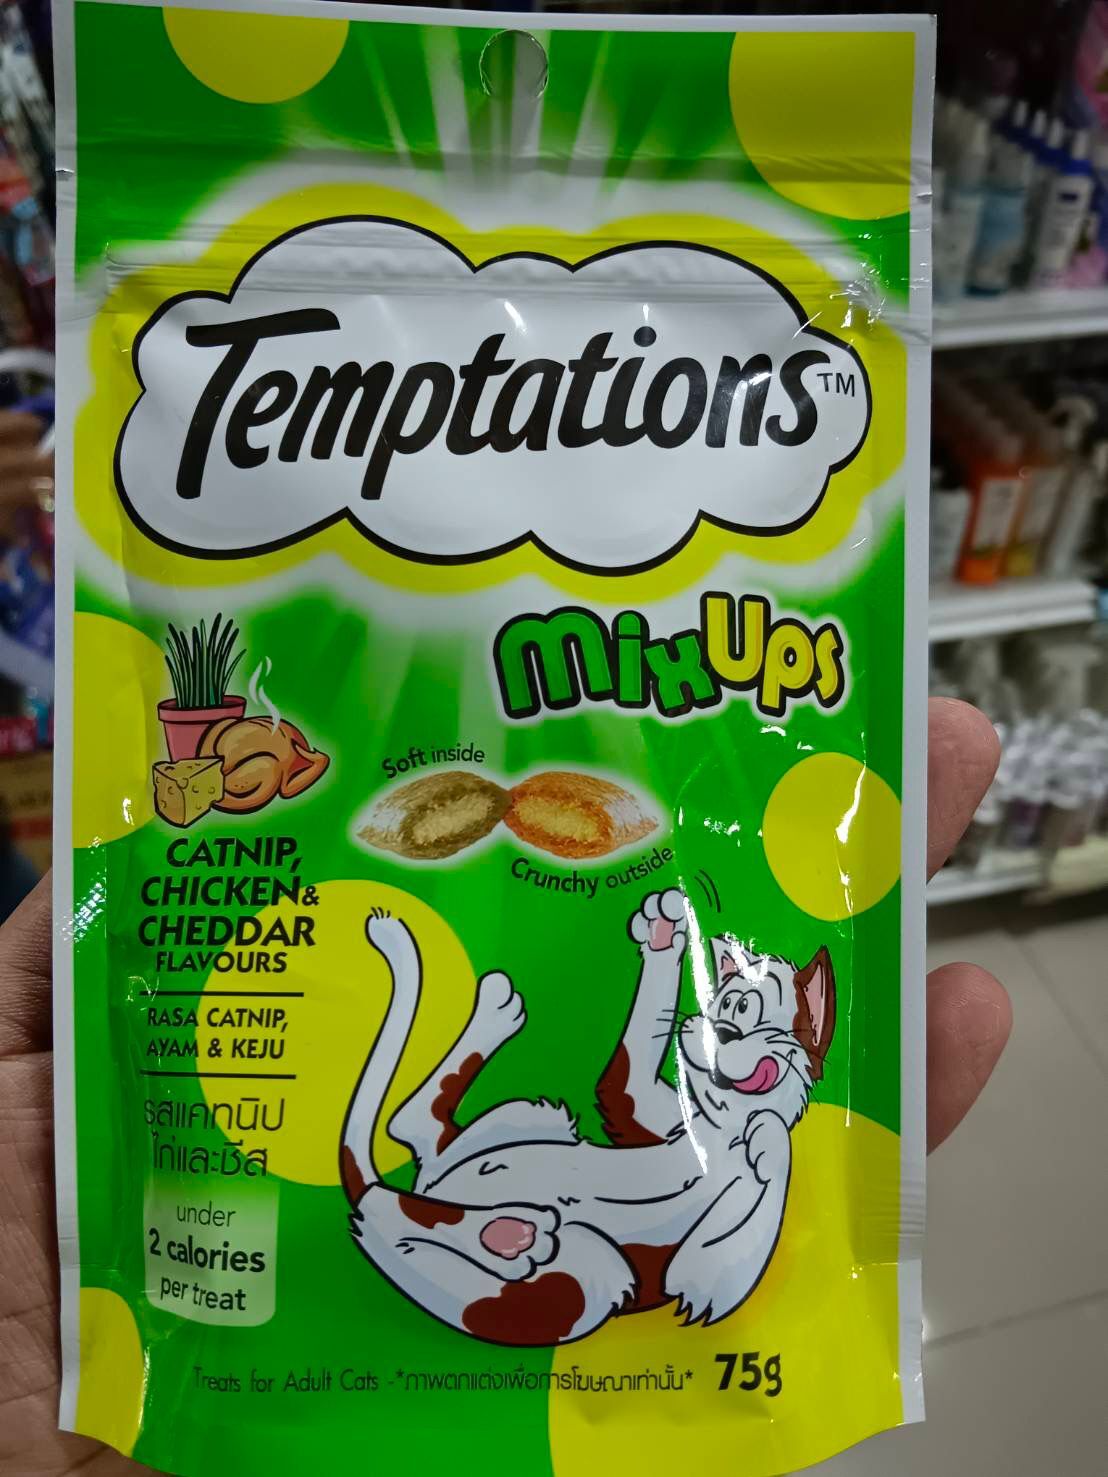 Temptations™
MixUps
Soft inside
Crunchy outside
CATNIP,
CHICKEN &
CHEDDAR
FLAVOURS
RASA CATNIP,
AYAM & KEJU
รสแคทนิป
ไก่และชีส
under
2 calories
per treat
Treats for Adult Cats -*ภาพตกแต่งเพื่อการโฆษณาเท่านั้น* 75g